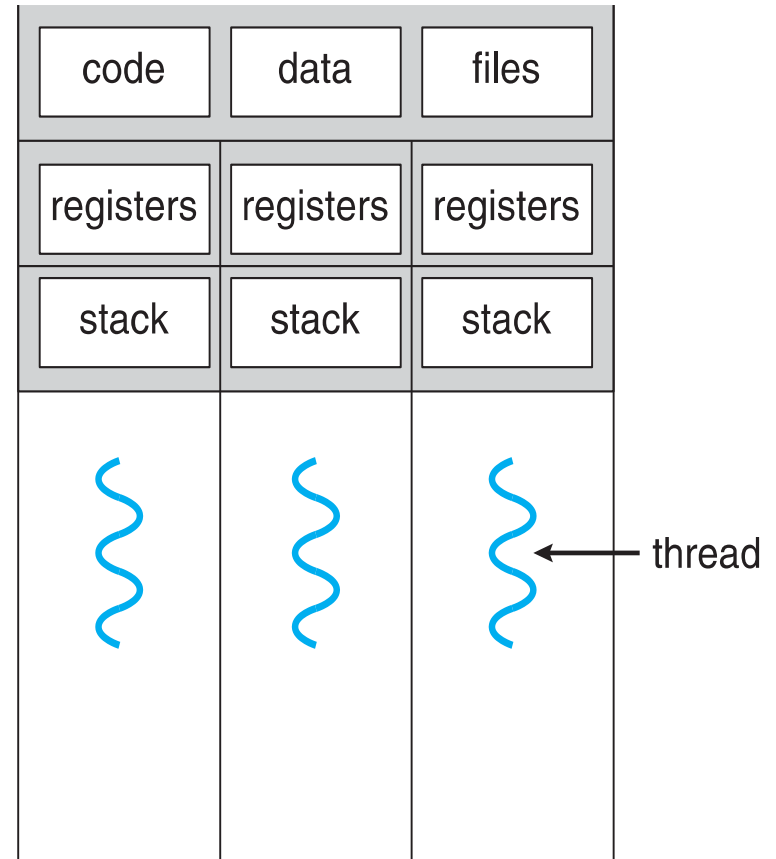 code data files
registers registers registers
stack stack stack
thread